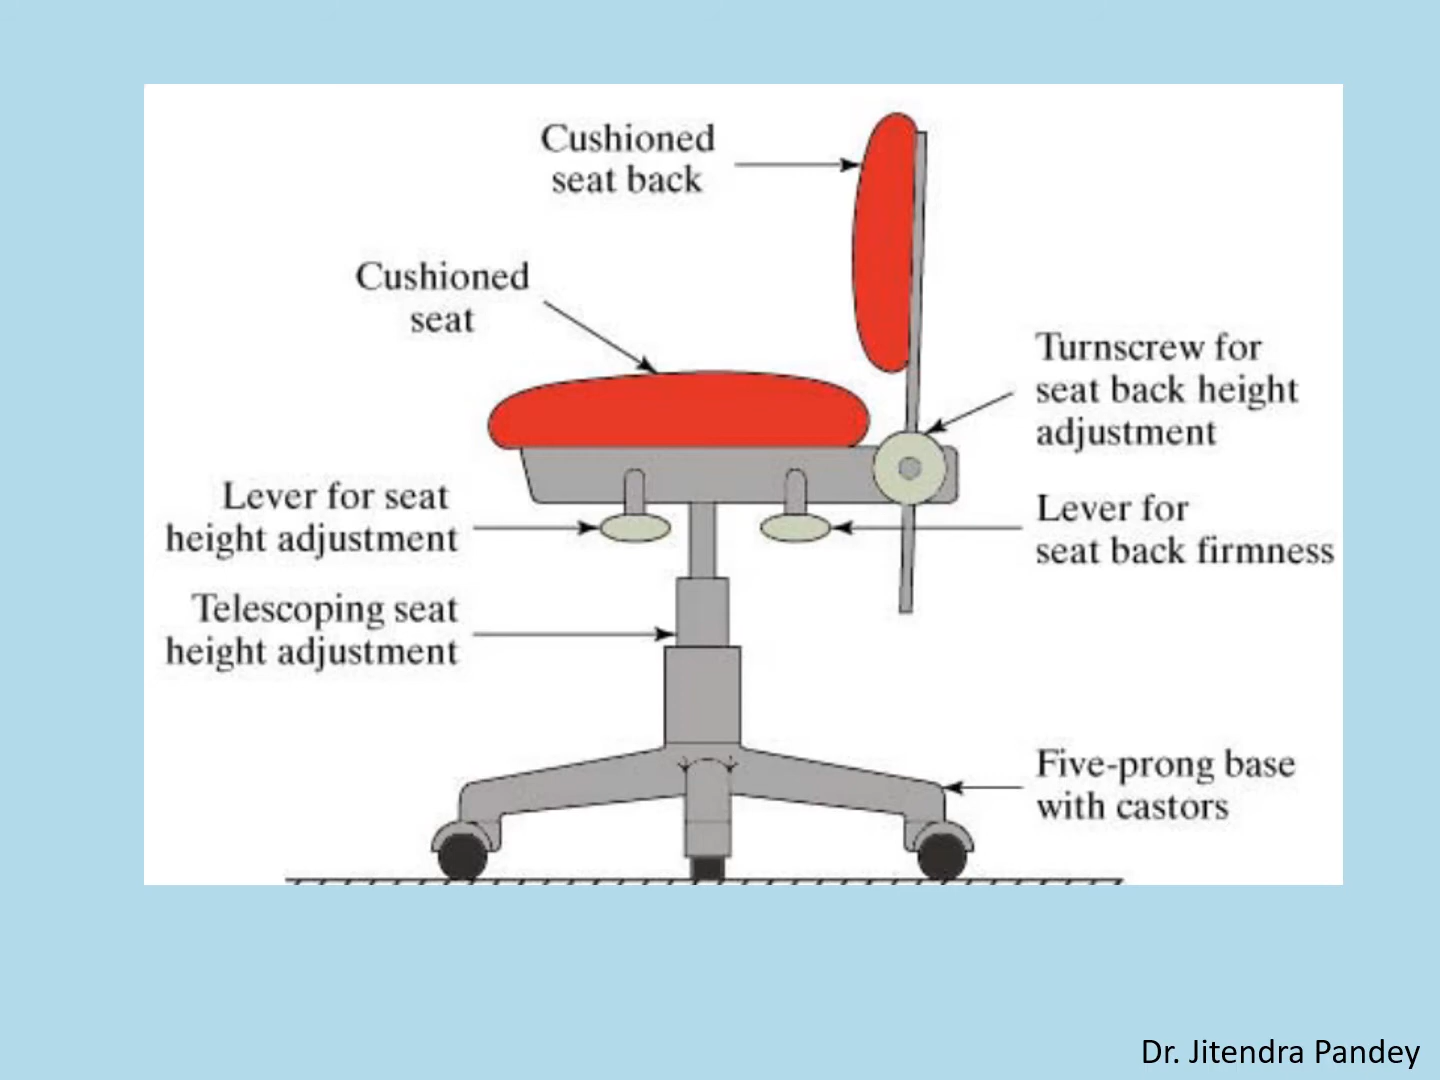 Cushioned
seat back
Cushioned
seat
Turnscrew for
seat back height
adjustment
Lever for seat
height adjustment
Lever for
seat back firmness
Telescoping seat
height adjustment
Five-prong base
with castors
Dr. Jitendra Pandey